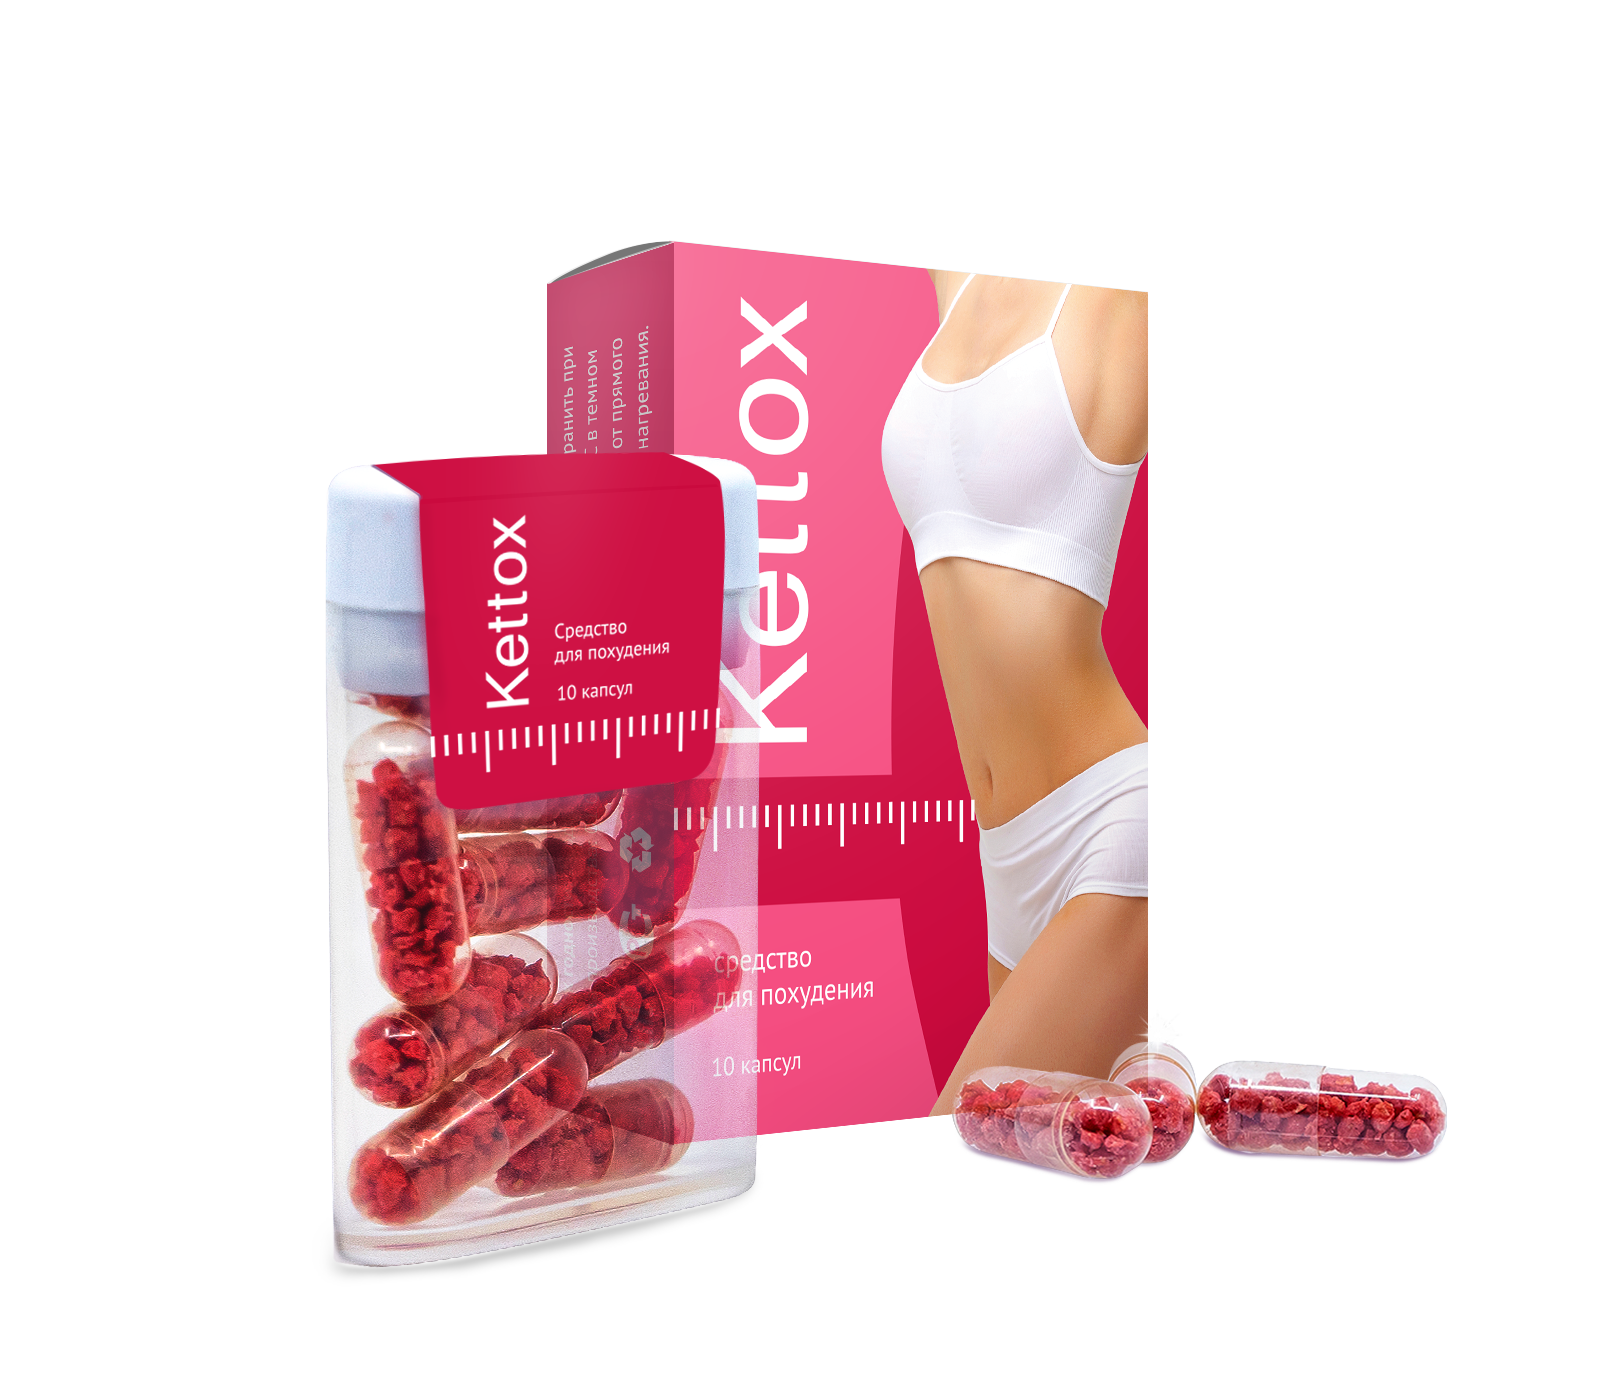 ранить при
в темном
от прямого
нагревания.
Kettox
средство
для похудения
10 капсул
Kettox
Средство
для похудения
10 капсул